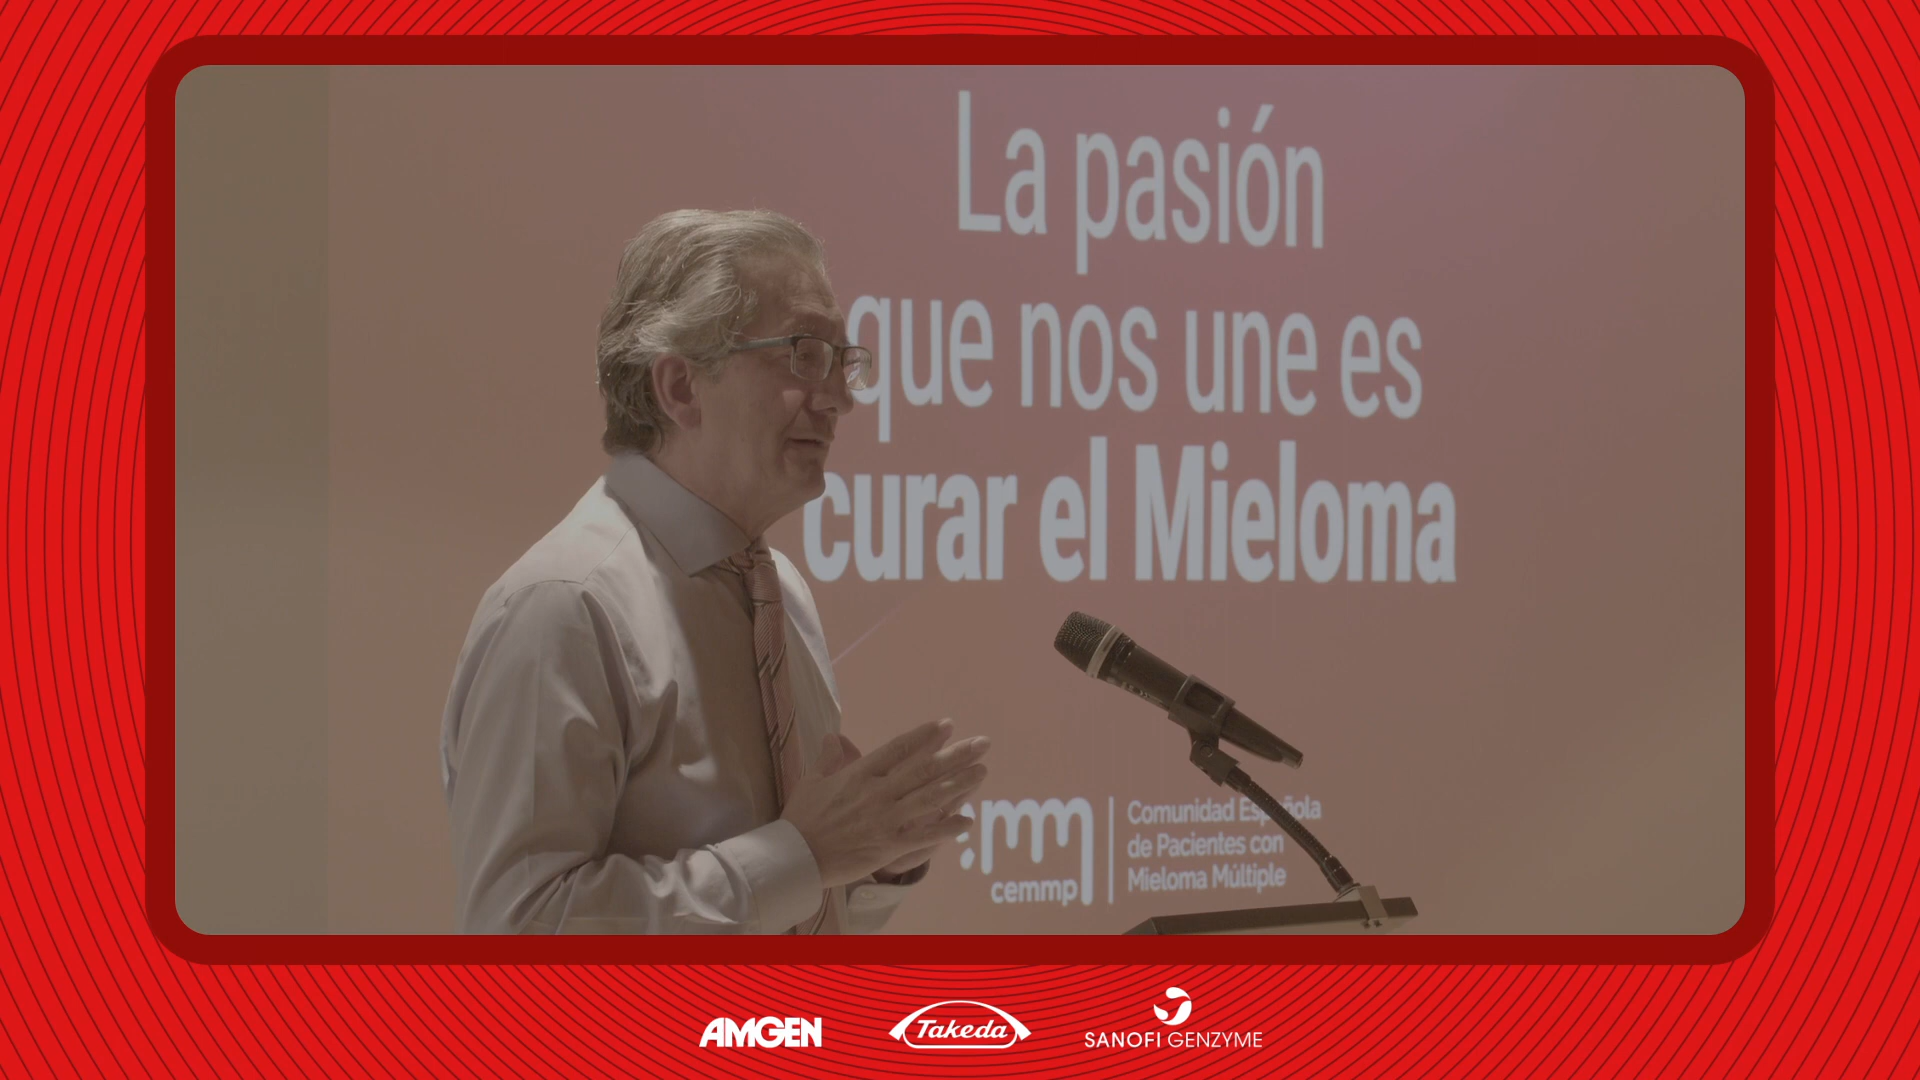 La pasión
que nos une es
curar el Mieloma
cemmp
Comunidad Española
de Pacientes con
Mieloma Múltiple
AMGEN
Takeda
SANOFI GENZYME